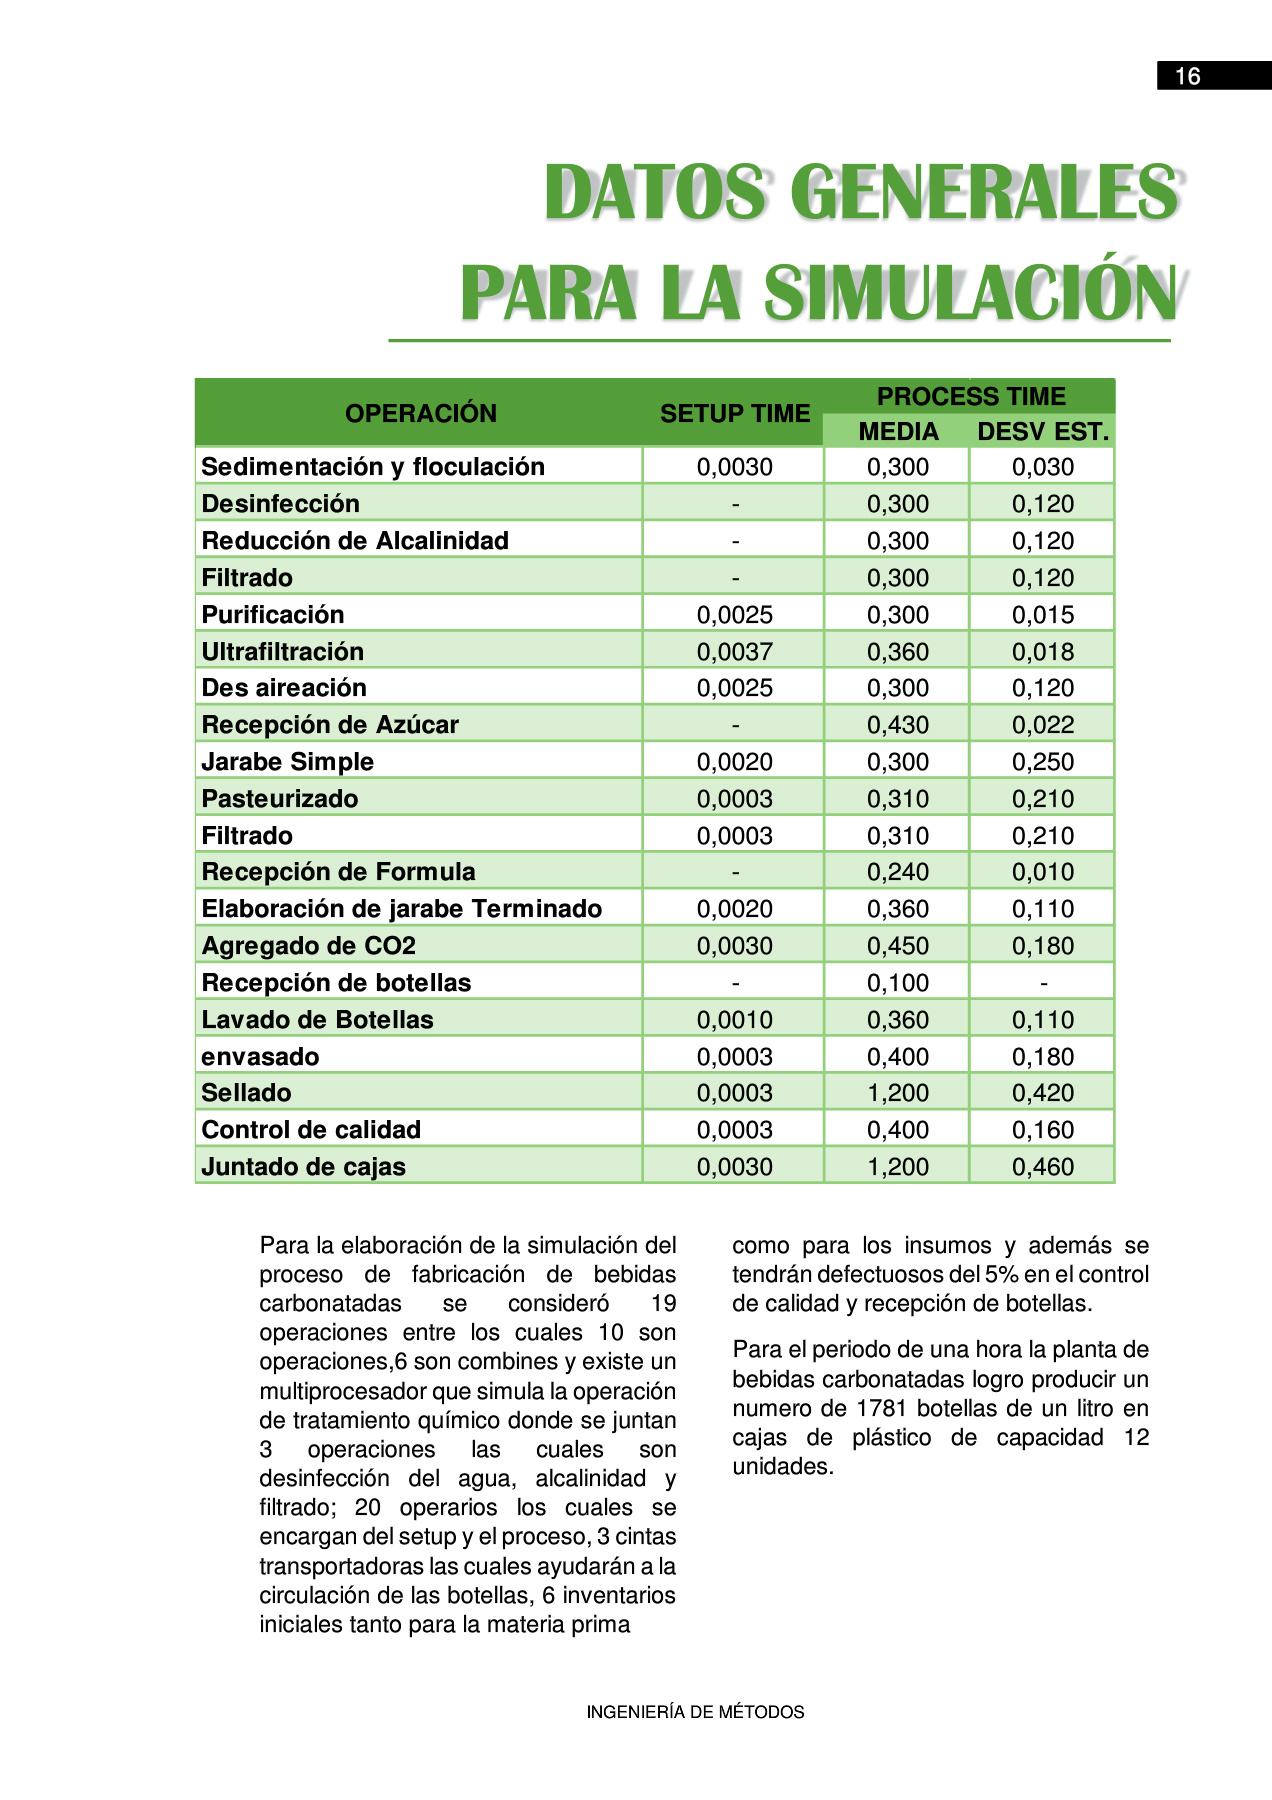 16
DATOS GENERALES
PARA LA SIMULACIÓN
OPERACIÓN SETUP TIME PROCESS TIME
MEDIA DESV EST.
Sedimentación y floculación 0,0030 0,300 0,030
Desinfección - 0,300 0,120
Reducción de Alcalinidad - 0,300 0,120
Filtrado - 0,300 0,120
Purificación 0,0025 0,300 0,015
Ultrafiltración 0,0037 0,360 0,018
Des aireación 0,0025 0,300 0,120
Recepción de Azúcar - 0,430 0,022
Jarabe Simple 0,0020 0,300 0,250
Pasteurizado 0,0003 0,310 0,210
Filtrado 0,0003 0,310 0,210
Recepción de Formula - 0,240 0,010
Elaboración de jarabe Terminado 0,0020 0,360 0,110
Agregado de CO2 0,0030 0,450 0,180
Recepción de botellas - 0,100 -
Lavado de Botellas 0,0010 0,360 0,110
envasado 0,0003 0,400 0,180
Sellado 0,0003 1,200 0,420
Control de calidad 0,0003 0,400 0,160
Juntado de cajas 0,0030 1,200 0,460
Para la elaboración de la simulación del
proceso de fabricación de bebidas
carbonatadas se consideró 19
operaciones entre los cuales 10 son
operaciones,6 son combines y existe un
multiprocesador que simula la operación
de tratamiento químico donde se juntan
3 operaciones las cuales son
desinfección del agua, alcalinidad y
filtrado; 20 operarios los cuales se
encargan del setup y el proceso, 3 cintas
transportadoras las cuales ayudarán a la
circulación de las botellas, 6 inventarios
iniciales tanto para la materia prima
como para los insumos y además se
tendrán defectuosos del 5% en el control
de calidad y recepción de botellas.
Para el periodo de una hora la planta de
bebidas carbonatadas logro producir un
numero de 1781 botellas de un litro en
cajas de plástico de capacidad 12
unidades.
INGENIERÍA DE MÉTODOS